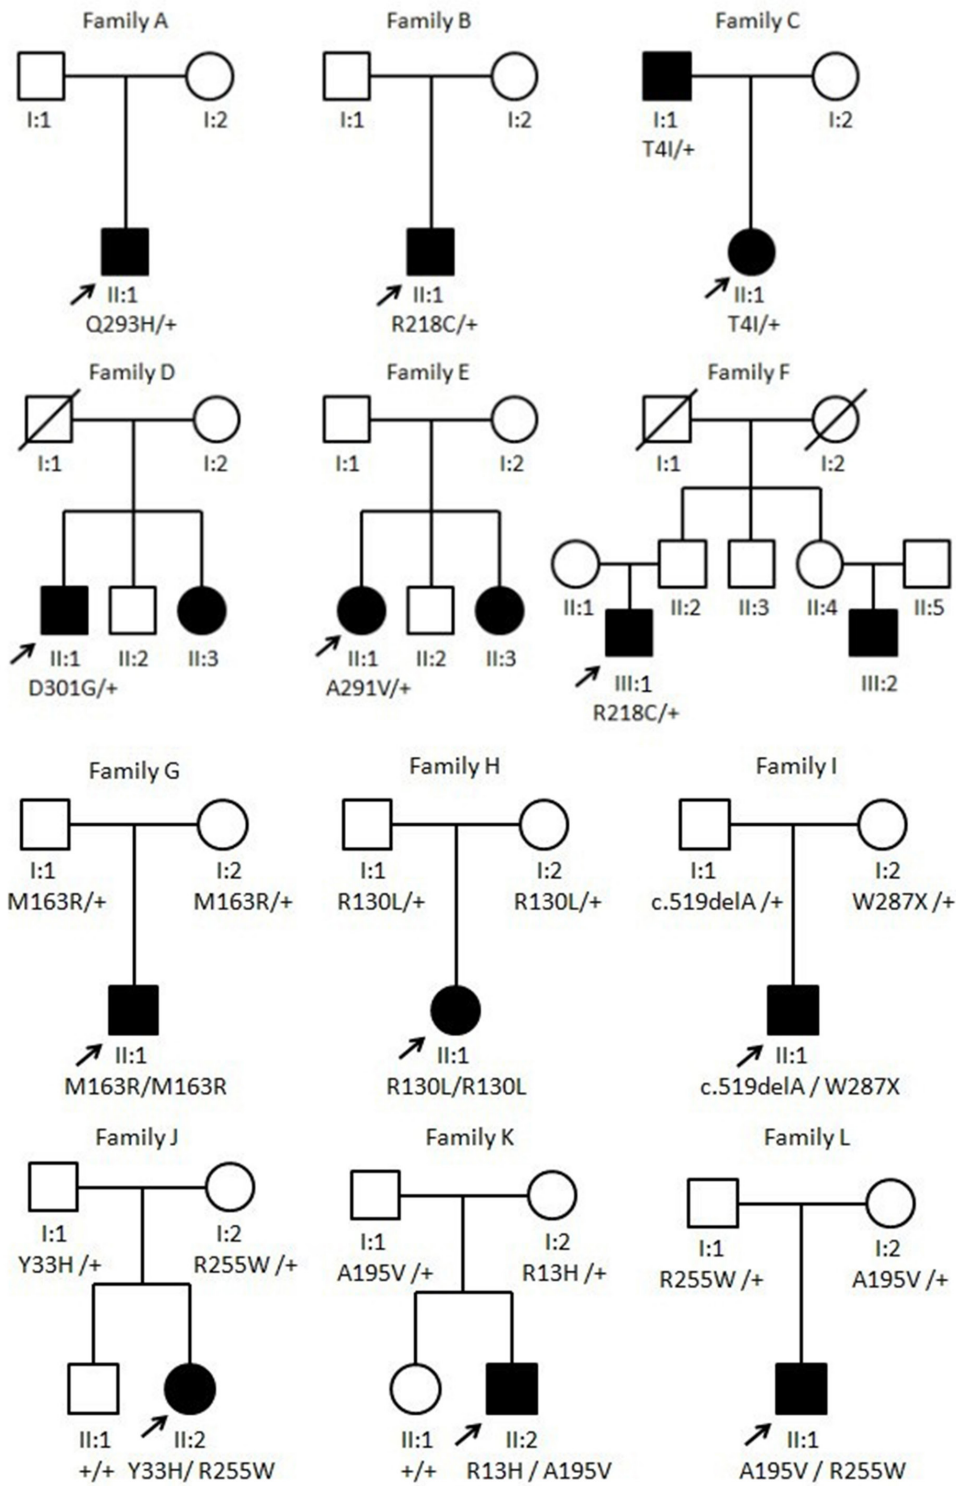 Family A Family B Family C
I:1 I:2 I:1 I:2 I:1 I:2
T4I/+
II:1 II:1 II:1
Q293H/+ R218C/+ T4I/+
Family D Family E Family F
I:1 I:2 I:1 I:2 I:1 I:2
II:1 II:2 II:3 II:4 II:5
II:1 II:2 II:3 II:1 II:2 II:3 III:1 III:2
D301G/+ A291V/+ R218C/+
Family G Family H Family I
I:1 I:2 I:1 I:2 I:1 I:2
M163R/+ M163R/+ R130L/+ R130L/+ c.519delA /+ W287X /+
II:1 II:1 II:1
M163R/M163R R130L/R130L c.519delA / W287X
Family J Family K Family L
I:1 I:2 I:1 I:2 I:1 I:2
Y33H /+ R255W /+ A195V /+ R13H /+ R255W /+ A195V /+
II:1 II:2 II:1 II:2 II:1
+/+ Y33H/ R255W +/+ R13H / A195V A195V / R255W